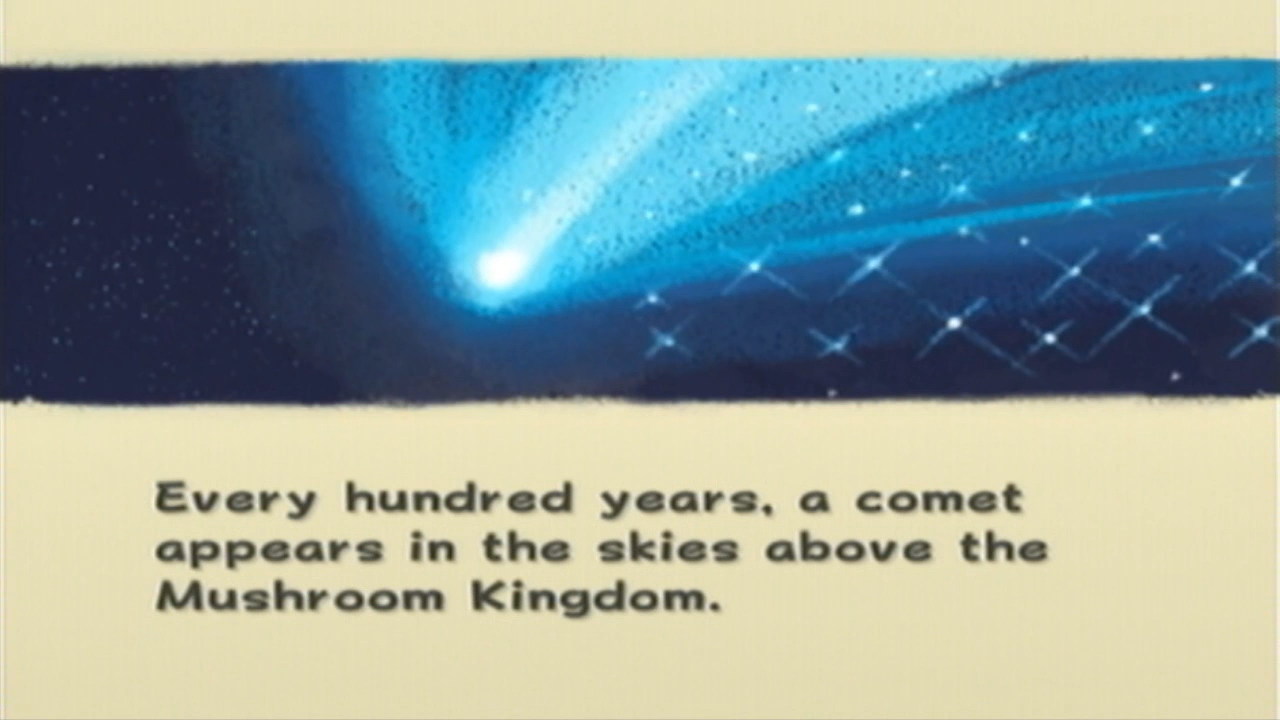 Every hundred years, a comet
appears in the skies above the
Mushroom Kingdom.